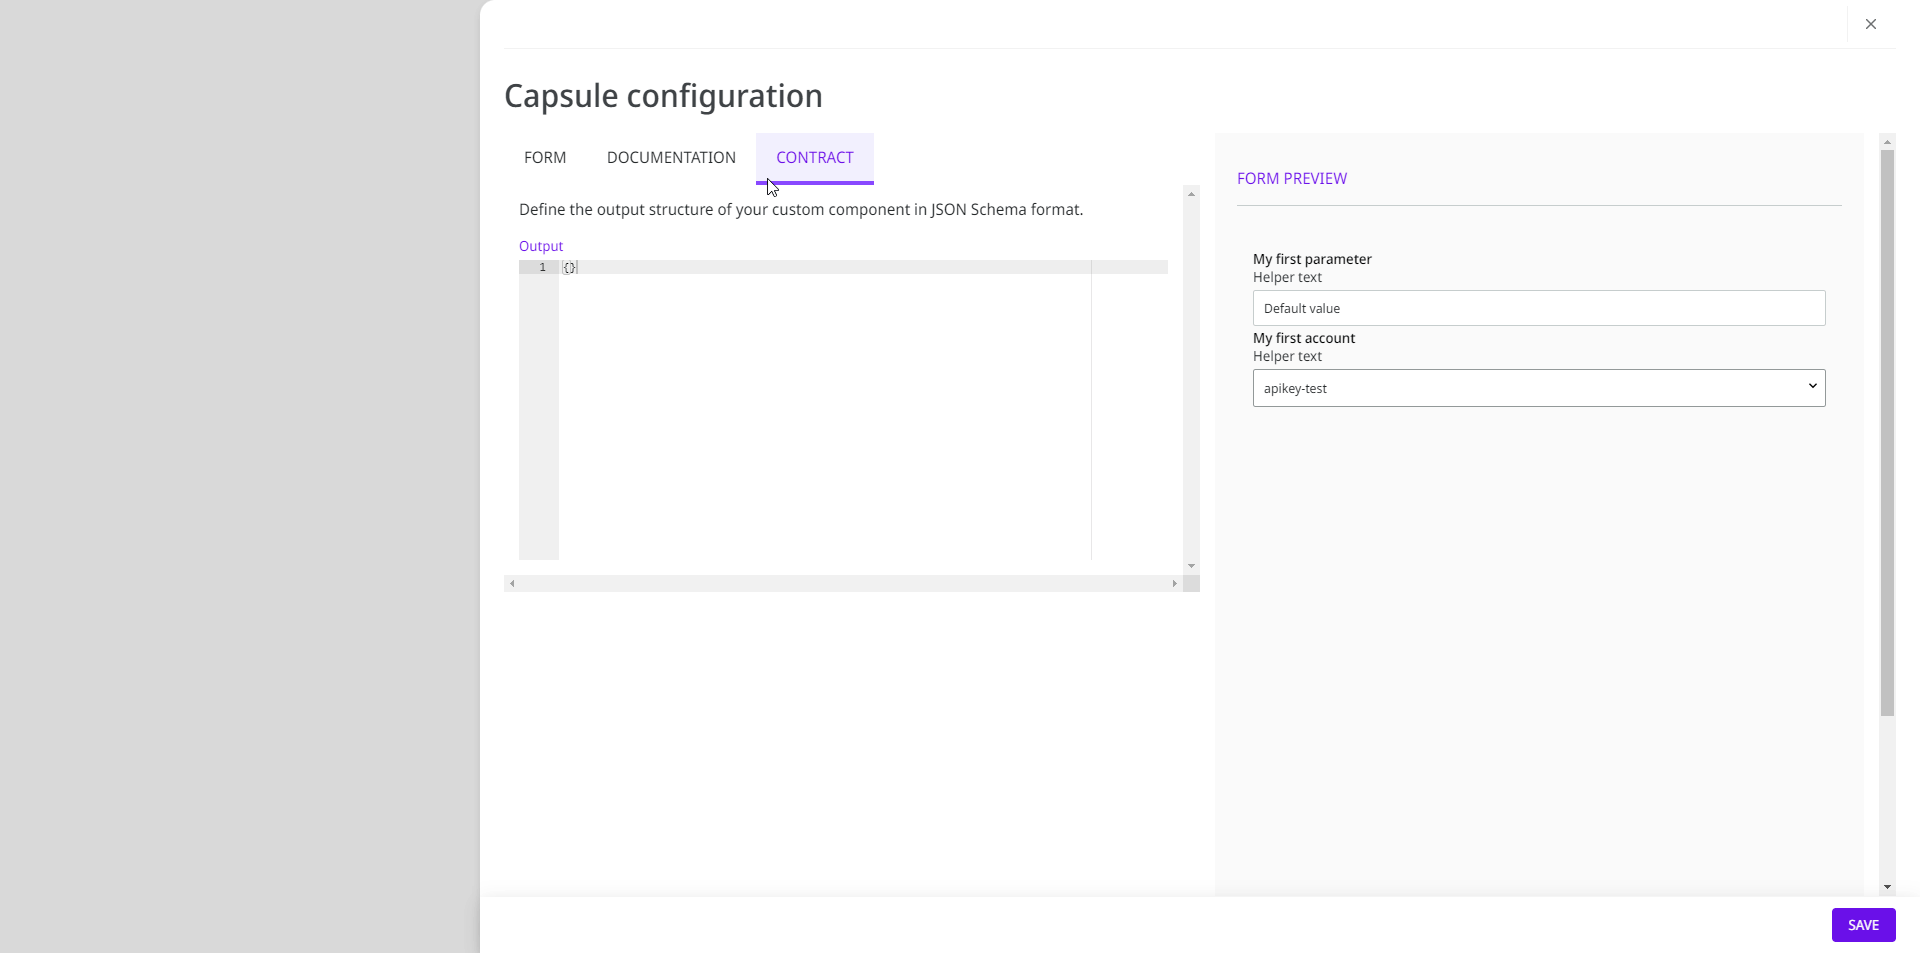 Capsule configuration
FORM
DOCUMENTATION
CONTRACT
Define the output structure of your custom component in JSON Schema format.
Output
1
{}
FORM PREVIEW
My first parameter
Helper text
Default value
My first account
Helper text
apikey-test
SAVE